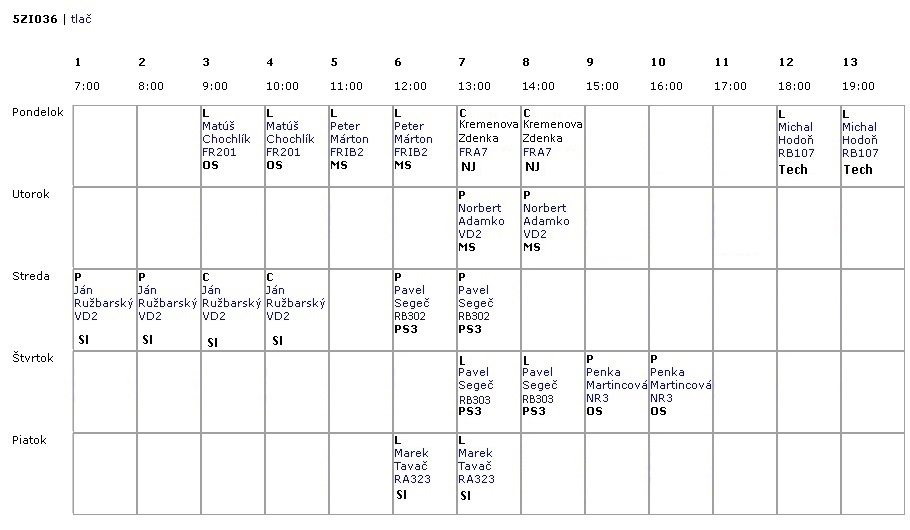 5ZI036 | tlač
1 2 3 4 5 6 7 8 9 10 11 12 13
7:00 8:00 9:00 10:00 11:00 12:00 13:00 14:00 15:00 16:00 17:00 18:00 19:00
Pondelok
L L L L C C L L
Matúš Matúš Peter Peter Kremenova Kremenova Michal Michal
Chochlík Chochlík Márton Márton Zdenka Zdenka Hodoň Hodoň
FR201 FR201 FRIB2 FRIB2 FRA7 FRA7 RB107 RB107
OS OS MS MS NJ NJ Tech Tech
Utorok
P P
Norbert Norbert
Adamko Adamko
VD2 VD2
MS MS
Streda
P P C C P P
Ján Ján Ján Ján Pavel Pavel
Ružbarský Ružbarský Ružbarský Ružbarský Segeč Segeč
VD2 VD2 VD2 VD2 RB302 RB302
SI SI SI SI PS3 PS3
Štvrtok
L L P P
Pavel Pavel Penka Penka
Segeč Segeč Martincová Martincová
RB303 RB303 NR3 NR3
PS3 PS3 OS OS
Piatok
L L
Marek Marek
Tavač Tavač
RA323 RA323
SI SI